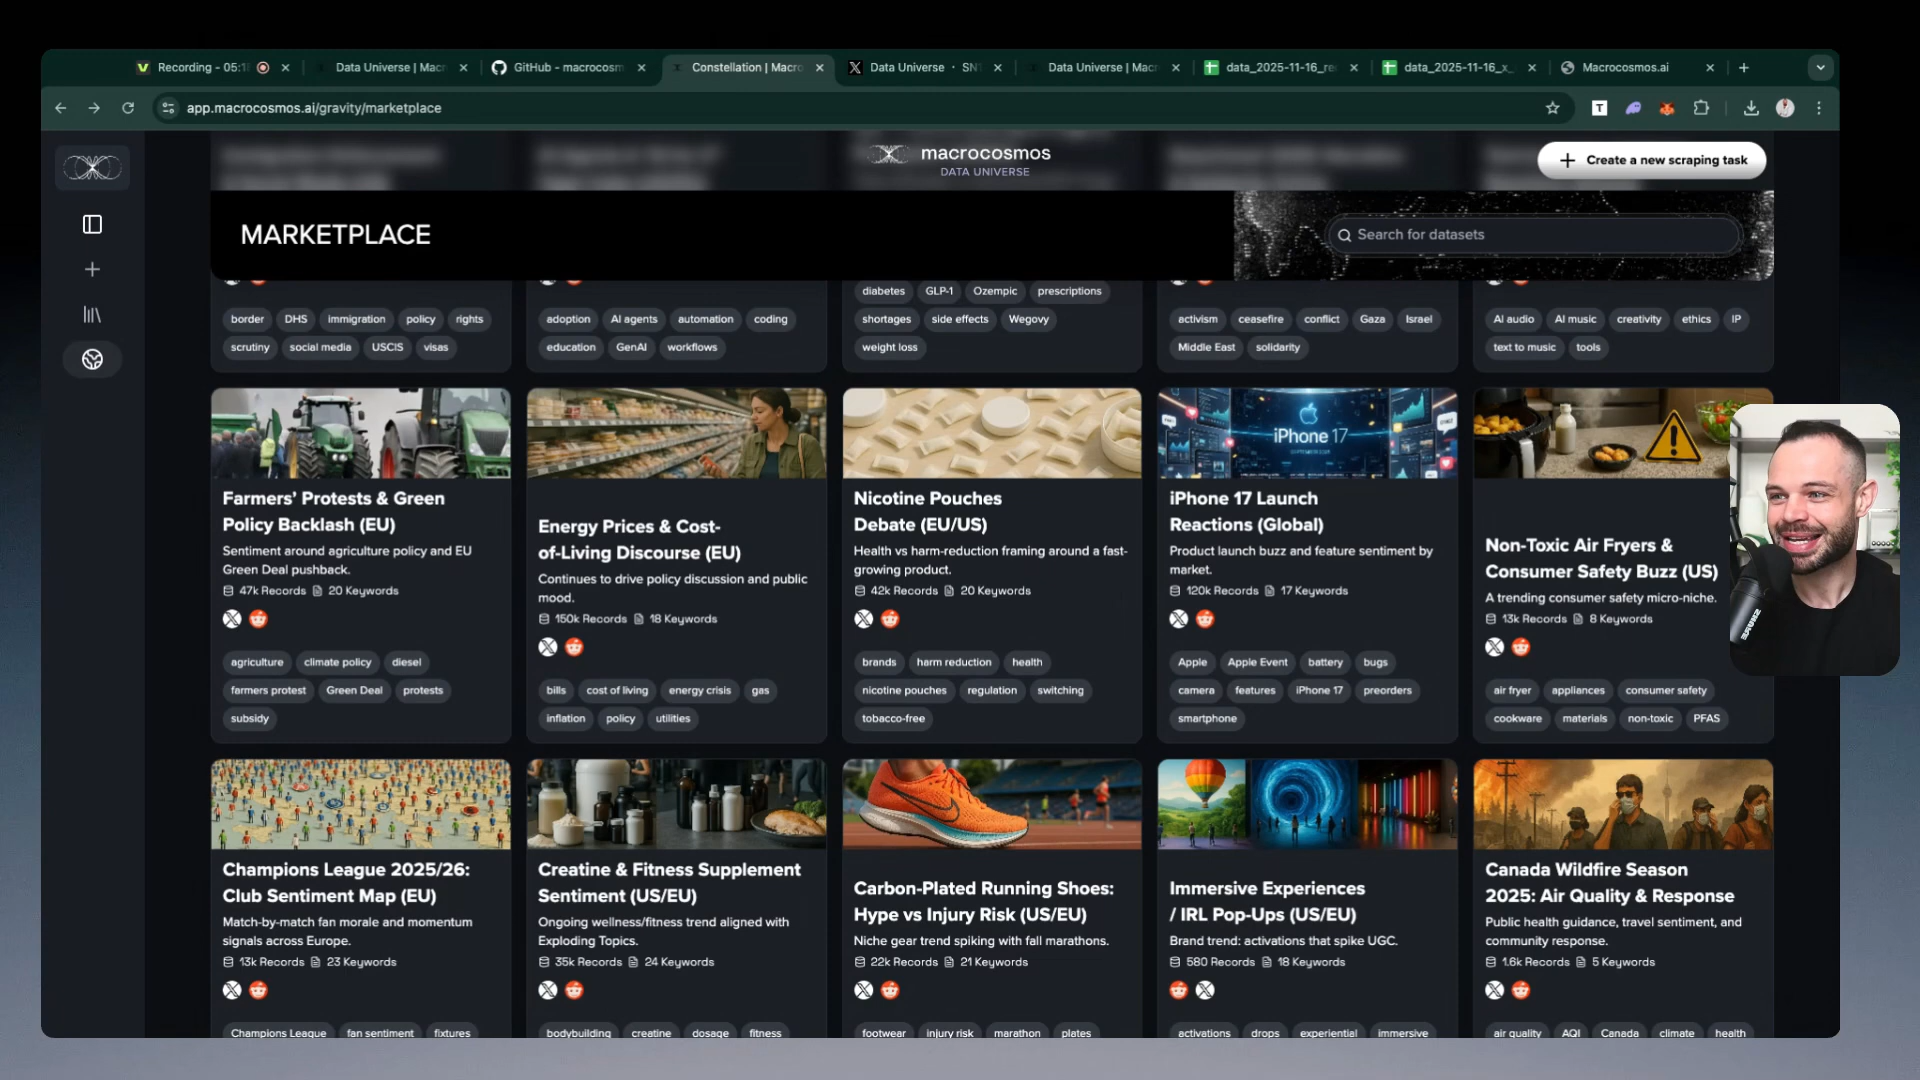 Recording - 05:1
Data Universe | Mac
GitHub - macrocosm
Constellation | Macro
Data Universe · SN1
Data Universe | Mac
data_2025-11-16_re
data_2025-11-16_x_
Macrocosmos.ai
app.macrocosmos.ai/gravity/marketplace
macrocosmos
DATA UNIVERSE
Create a new scraping task
MARKETPLACE
Search for datasets
border DHS immigration policy rights
scrutiny social media USCIS visas
adoption AI agents automation coding
education GenAI workflows
diabetes GLP-1 Ozempic prescriptions
shortages side effects Wegovy
weight loss
activism ceasefire conflict Gaza Israel
Middle East solidarity
AI audio AI music creativity ethics IP
text to music tools
Farmers' Protests & Green
Policy Backlash (EU)
Sentiment around agriculture policy and EU
Green Deal pushback.
47k Records 20 Keywords
agriculture climate policy diesel
farmers protest Green Deal protests
subsidy
Energy Prices & Cost-
of-Living Discourse (EU)
Continues to drive policy discussion and public
mood.
150k Records 18 Keywords
bills cost of living energy crisis gas
inflation policy utilities
Nicotine Pouches
Debate (EU/US)
Health vs harm-reduction framing around a fast-
growing product.
42k Records 20 Keywords
brands harm reduction health
nicotine pouches regulation switching
tobacco-free
iPhone 17
iPhone 17 Launch
Reactions (Global)
Product launch buzz and feature sentiment by
market.
120k Records 17 Keywords
Apple Apple Event battery bugs
camera features iPhone 17 preorders
smartphone
Non-Toxic Air Fryers &
Consumer Safety Buzz (US)
A trending consumer safety micro-niche.
13k Records 8 Keywords
air fryer appliances consumer safety
cookware materials non-toxic PFAS
Champions League 2025/26:
Club Sentiment Map (EU)
Match-by-match fan morale and momentum
signals across Europe.
13k Records 23 Keywords
Champions League fan sentiment fixtures
Creatine & Fitness Supplement
Sentiment (US/EU)
Ongoing wellness/fitness trend aligned with
Exploding Topics.
35k Records 24 Keywords
bodybuilding creatine dosage fitness
Carbon-Plated Running Shoes:
Hype vs Injury Risk (US/EU)
Niche gear trend spiking with fall marathons.
22k Records 21 Keywords
footwear injury risk marathon plates
Immersive Experiences
/ IRL Pop-Ups (US/EU)
Brand trend: activations that spike UGC.
580 Records 18 Keywords
activations drops experiential immersive
Canada Wildfire Season
2025: Air Quality & Response
Public health guidance, travel sentiment, and
community response.
1.6k Records 5 Keywords
air quality AQI Canada climate health